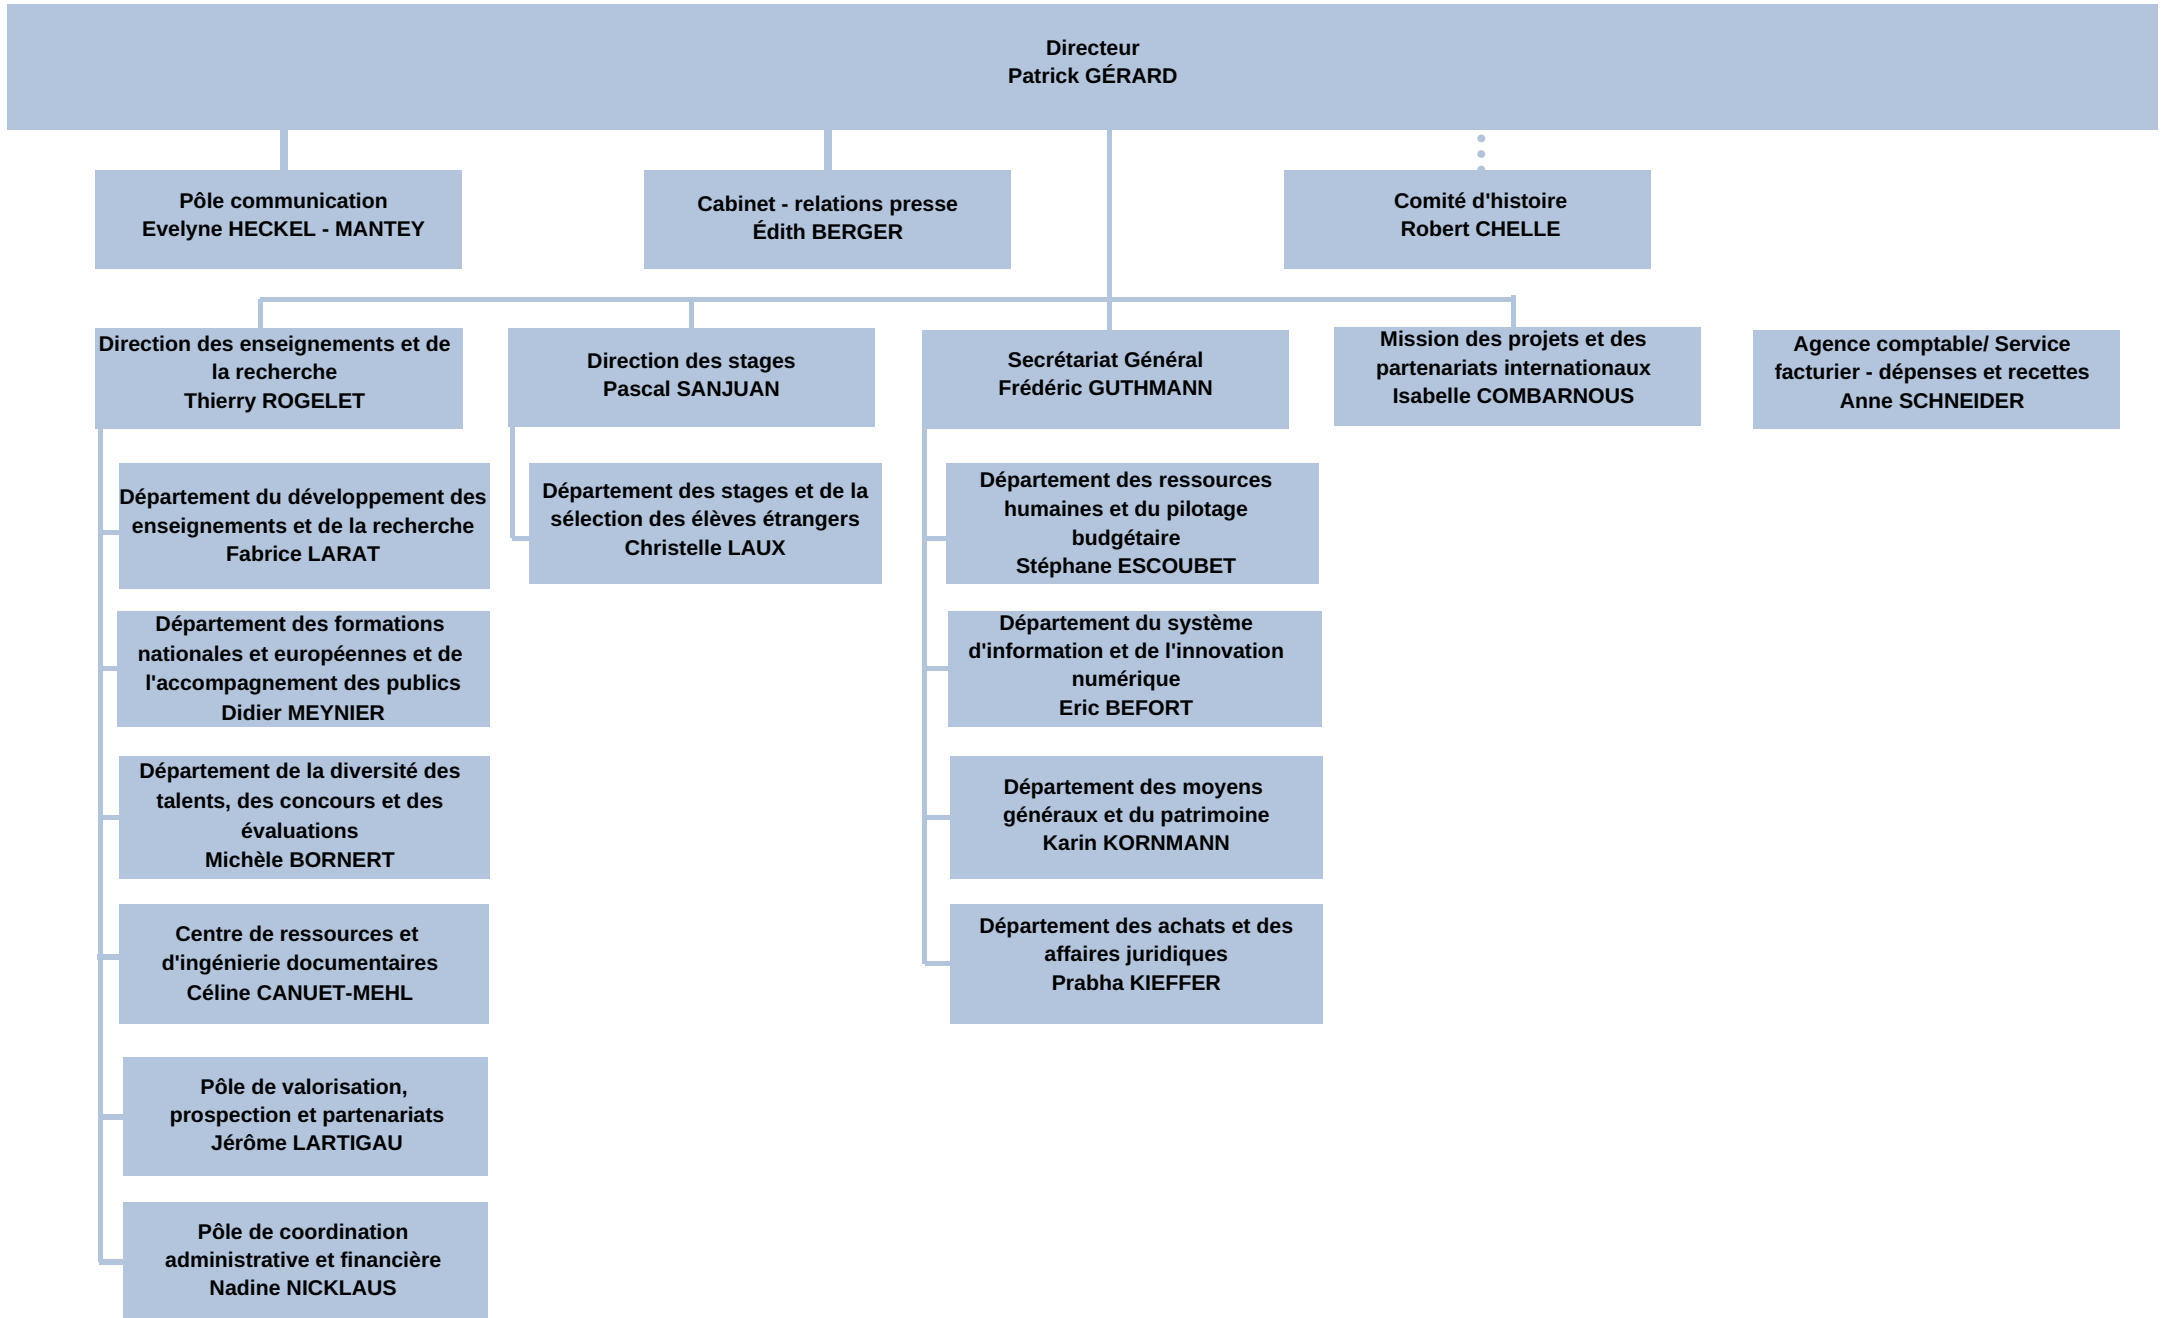 Directeur
Patrick GÉRARD
Pôle communication
Evelyne HECKEL - MANTEY
Cabinet - relations presse
Édith BERGER
Comité d'histoire
Robert CHELLE
Direction des enseignements et de
la recherche
Thierry ROGELET
Direction des stages
Pascal SANJUAN
Secrétariat Général
Frédéric GUTHMANN
Mission des projets et des
partenariats internationaux
Isabelle COMBARNOUS
Agence comptable/ Service
facturier - dépenses et recettes
Anne SCHNEIDER
Département du développement des
enseignements et de la recherche
Fabrice LARAT
Département des formations
nationales et européennes et de
l'accompagnement des publics
Didier MEYNIER
Département de la diversité des
talents, des concours et des
évaluations
Michèle BORNERT
Centre de ressources et
d'ingénierie documentaires
Céline CANUET-MEHL
Pôle de valorisation,
prospection et partenariats
Jérôme LARTIGAU
Pôle de coordination
administrative et financière
Nadine NICKLAUS
Département des stages et de la
sélection des élèves étrangers
Christelle LAUX
Département des ressources
humaines et du pilotage
budgétaire
Stéphane ESCOUBET
Département du système
d'information et de l'innovation
numérique
Eric BEFORT
Département des moyens
généraux et du patrimoine
Karin KORNMANN
Département des achats et des
affaires juridiques
Prabha KIEFFER